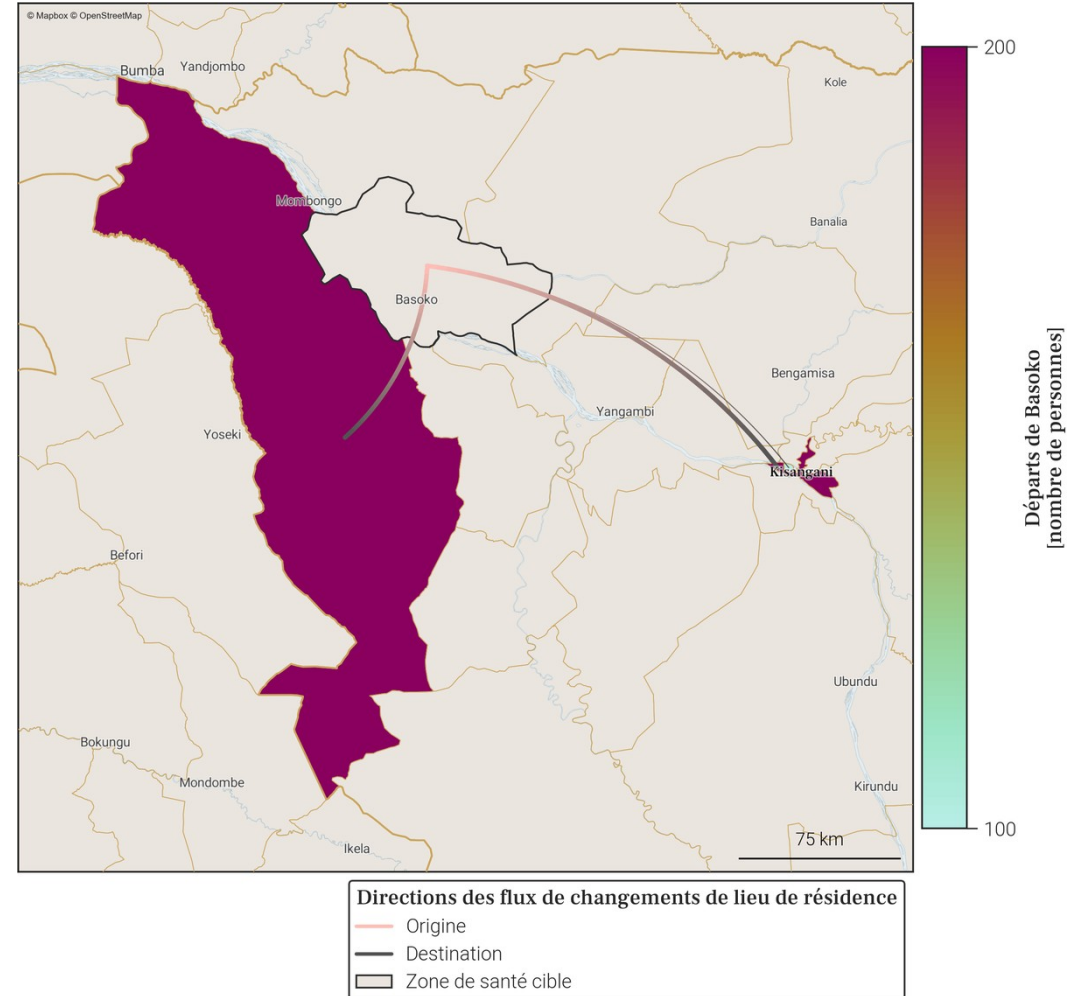 © Mapbox © OpenStreetMap
Bumba
Yandjombo
Kole
Mombongo
Banalia
Basoko
Bengamisa
Yangambi
Yoseki
Kisangani
Befori
Ubundu
Bokungu
Mondombe
Kirundu
Ikela
75 km
200
100
Départs de Basoko
[nombre de personnes]
Directions des flux de changements de lieu de résidence
Origine
Destination
Zone de santé cible